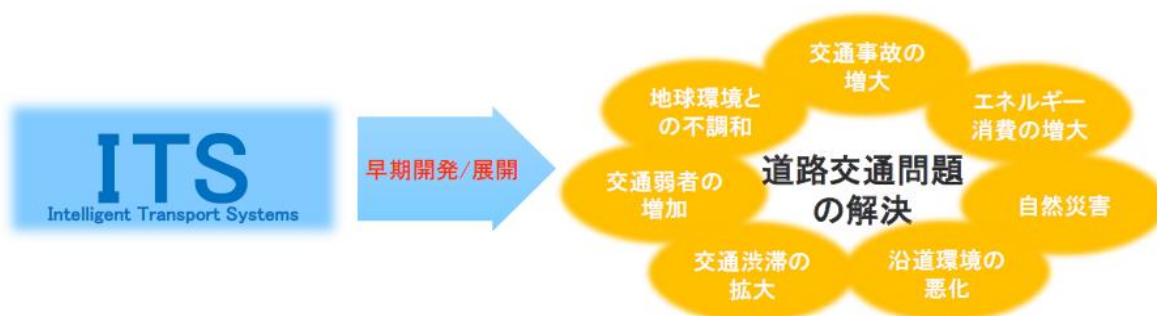 ITS
Intelligent Transport Systems
早期開発/展開
交通事故の
増大
地球環境と
の不調和
エネルギー
消費の増大
道路交通問題
の解決
交通弱者の
増加
自然災害
交通渋滞の
拡大
沿道環境の
悪化